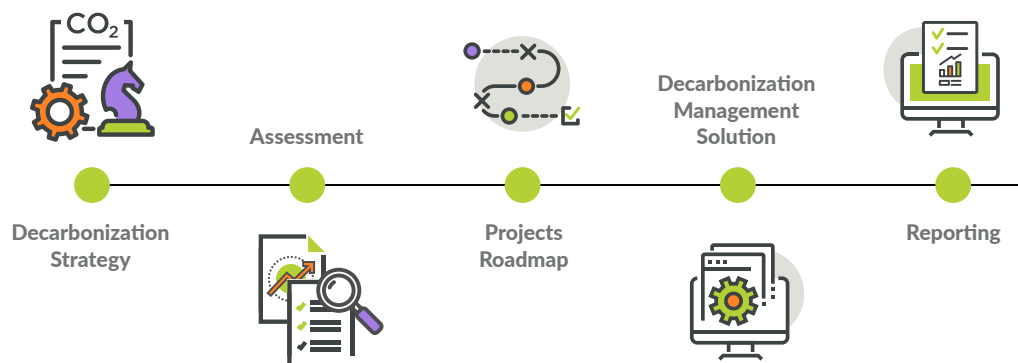 CO2
Assessment
Decarbonization
Management
Solution
Decarbonization
Strategy
Projects
Roadmap
Reporting